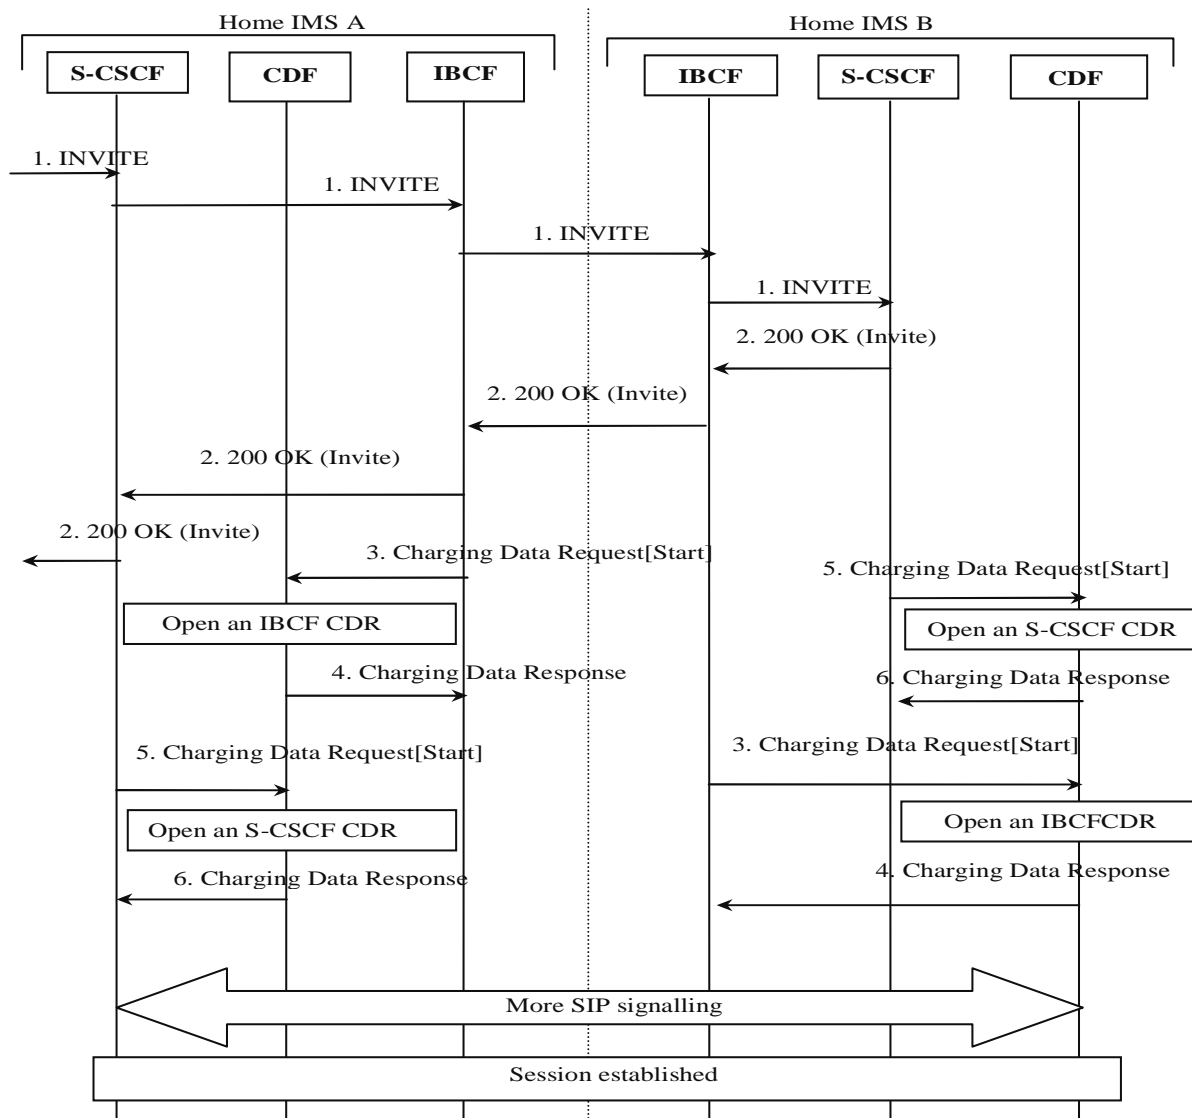 Home IMS A
Home IMS B
S-CSCF
CDF
IBCF
IBCF
S-CSCF
CDF
1. INVITE
1. INVITE
1. INVITE
1. INVITE
2. 200 OK (Invite)
2. 200 OK (Invite)
2. 200 OK (Invite)
2. 200 OK (Invite)
3. Charging Data Request[Start]
5. Charging Data Request[Start]
Open an IBCF CDR
Open an S-CSCF CDR
4. Charging Data Response
6. Charging Data Response
5. Charging Data Request[Start]
3. Charging Data Request[Start]
Open an S-CSCF CDR
Open an IBCFCDR
6. Charging Data Response
4. Charging Data Response
More SIP signalling
Session established